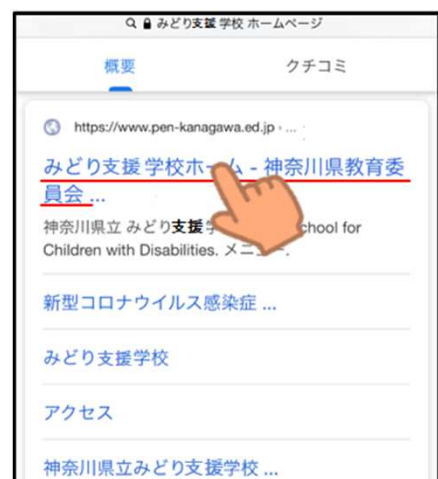 みどり支援 学校 ホームページ
概要 クチコミ
https://www.pen-kanagawa.ed.jp › ...
みどり支援 学校ホーム - 神奈川県教育委
員会 ...
神奈川県立 みどり支援 chool for
Children with Disabilities. メニュー.
新型コロナウイルス感染症 ...
みどり支援学校
アクセス
神奈川県立みどり支援学校 ...